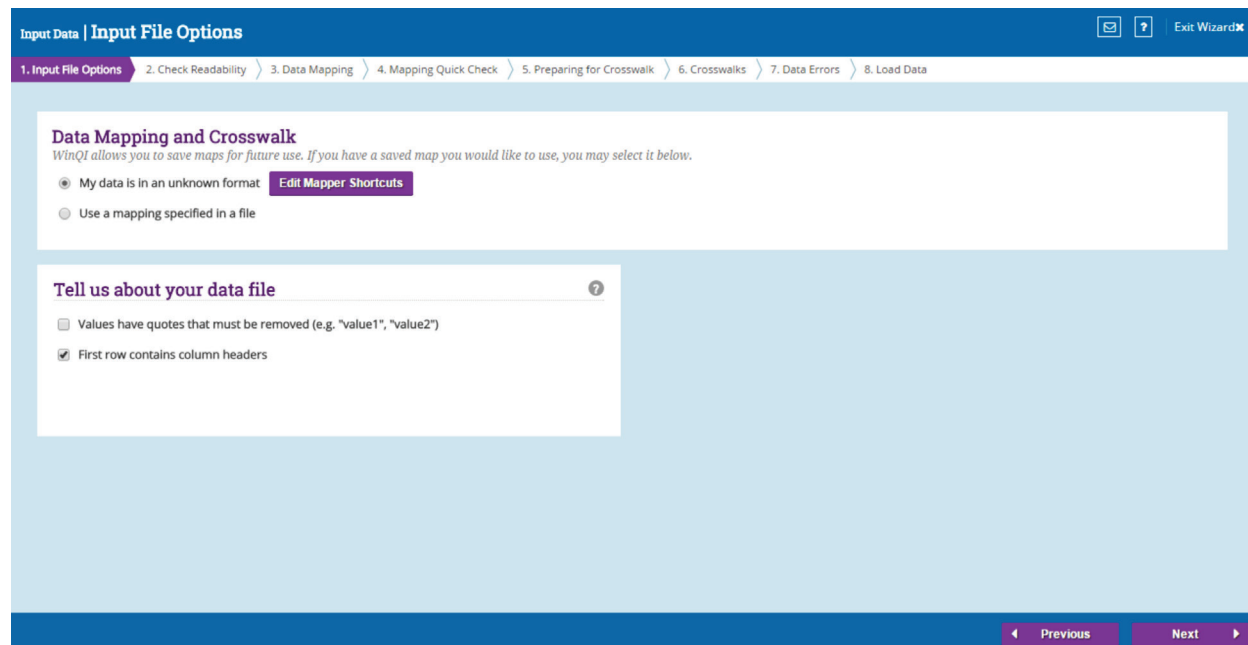 Input Data | Input File Options
? Exit Wizard×
1. Input File Options 2. Check Readability 3. Data Mapping 4. Mapping Quick Check 5. Preparing for Crosswalk 6. Crosswalks 7. Data Errors 8. Load Data
Data Mapping and Crosswalk
WinQI allows you to save maps for future use. If you have a saved map you would like to use, you may select it below.
My data is in an unknown format Edit Mapper Shortcuts
Use a mapping specified in a file
Tell us about your data file ?
Values have quotes that must be removed (e.g. "value1", "value2")
First row contains column headers
Previous Next